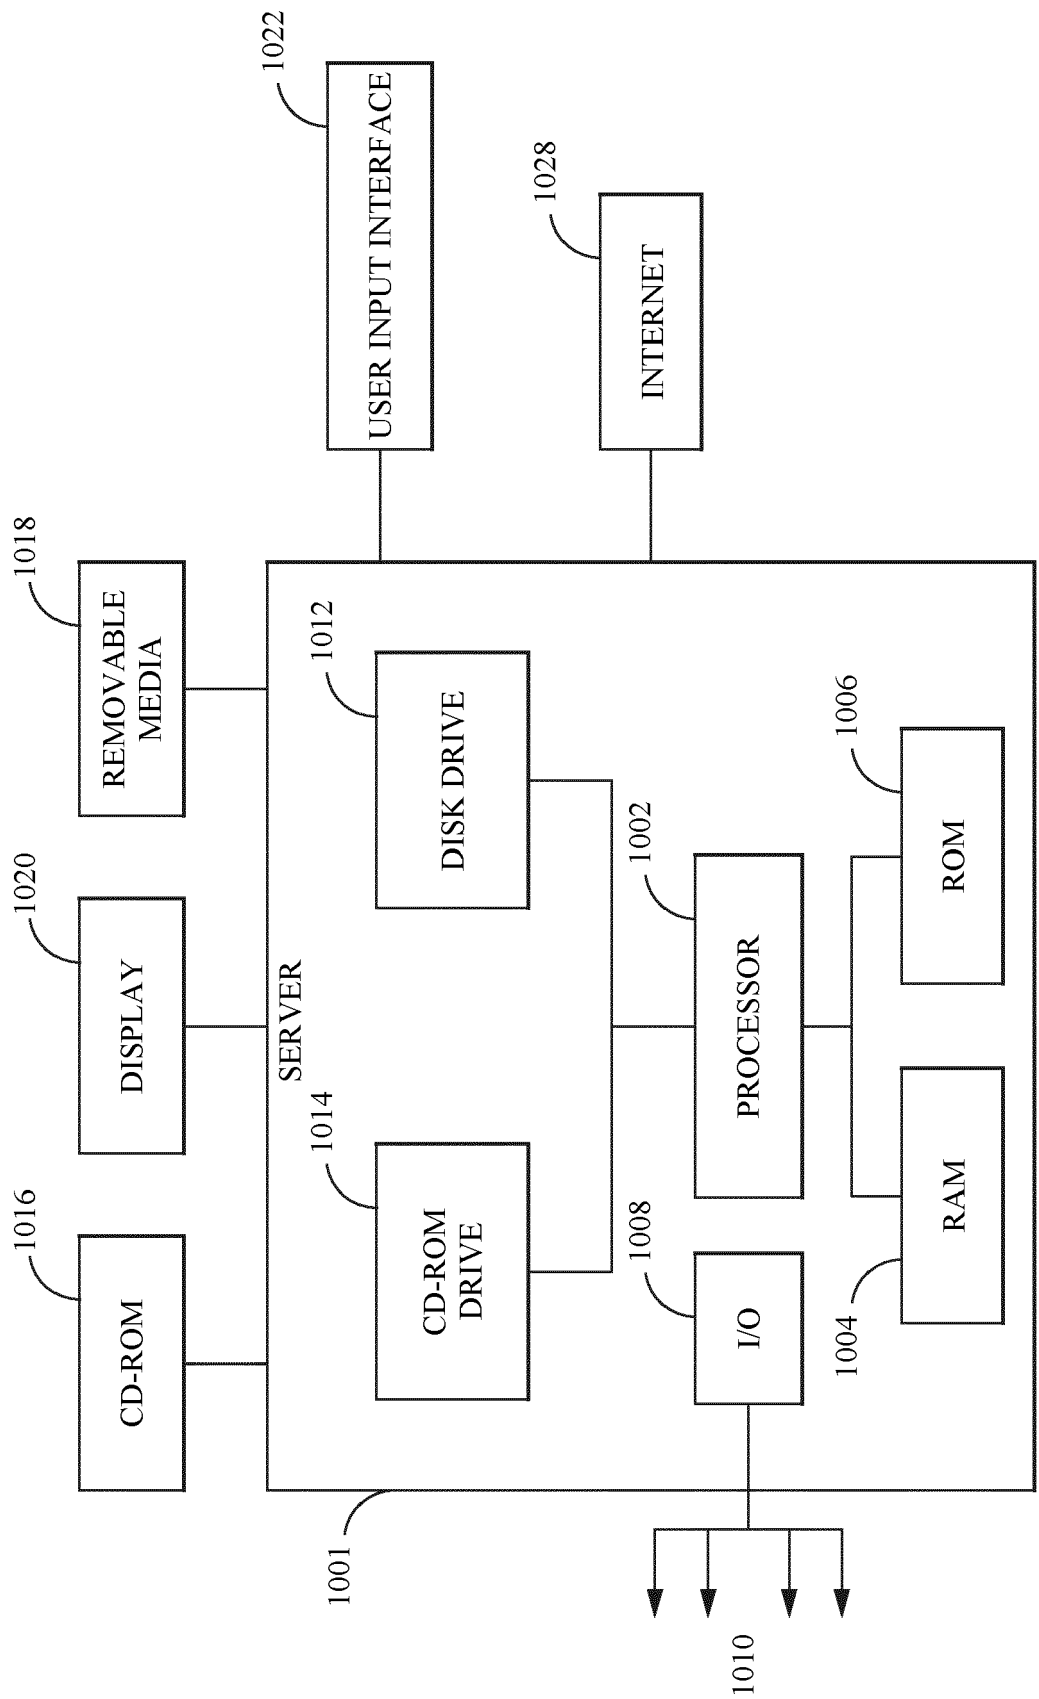 1016
CD-ROM
1020
DISPLAY
1018
REMOVABLE
MEDIA
1022
USER INPUT INTERFACE
1028
INTERNET
1001
SERVER
1014
CD-ROM
DRIVE
1012
DISK DRIVE
1008
I/O
1002
PROCESSOR
1004
RAM
1006
ROM
1010